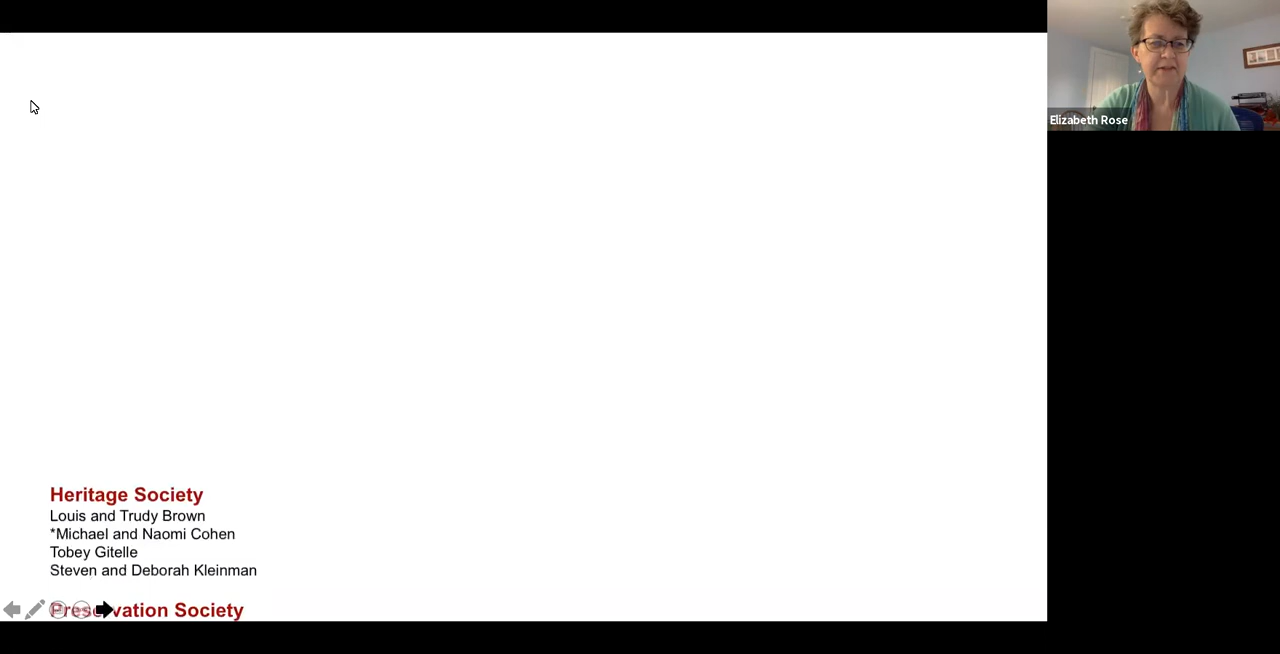 Elizabeth Rose
Heritage Society
Louis and Trudy Brown
*Michael and Naomi Cohen
Tobey Gitelle
Steven and Deborah Kleinman
Preservation Society